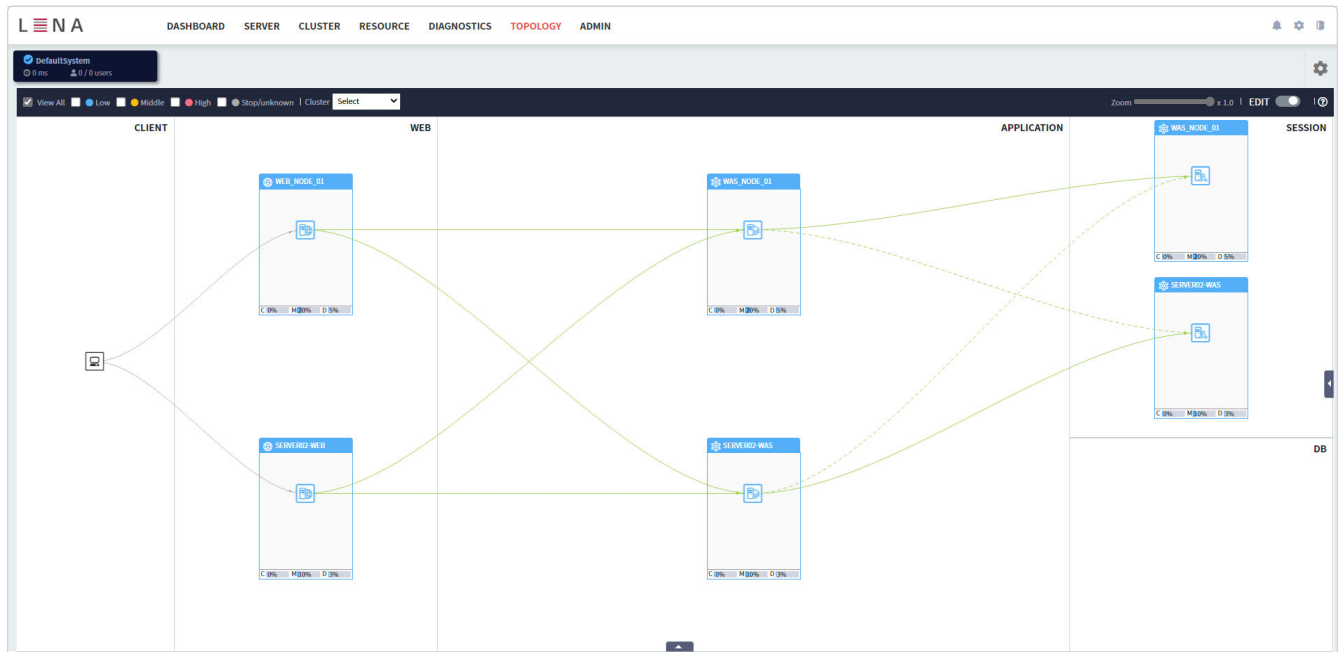 LENA
DASHBOARD SERVER CLUSTER RESOURCE DIAGNOSTICS TOPOLOGY ADMIN
DefaultSystem
0 ms 0 / 0 users
View All Low Middle High Stop/unknown | Cluster Select Zoom x 1.0 | EDIT |
CLIENT WEB APPLICATION SESSION
WAS_NODE_01
WEB_NODE_01 WAS_NODE_01
C 0% M 20% D 5%
SERVER02-WAS
C 0% M 20% D 5% C 0% M 20% D 5%
C 0% M 10% D 3%
SERVER02-WEB SERVER02-WAS DB
C 0% M 10% D 3% C 0% M 10% D 3%